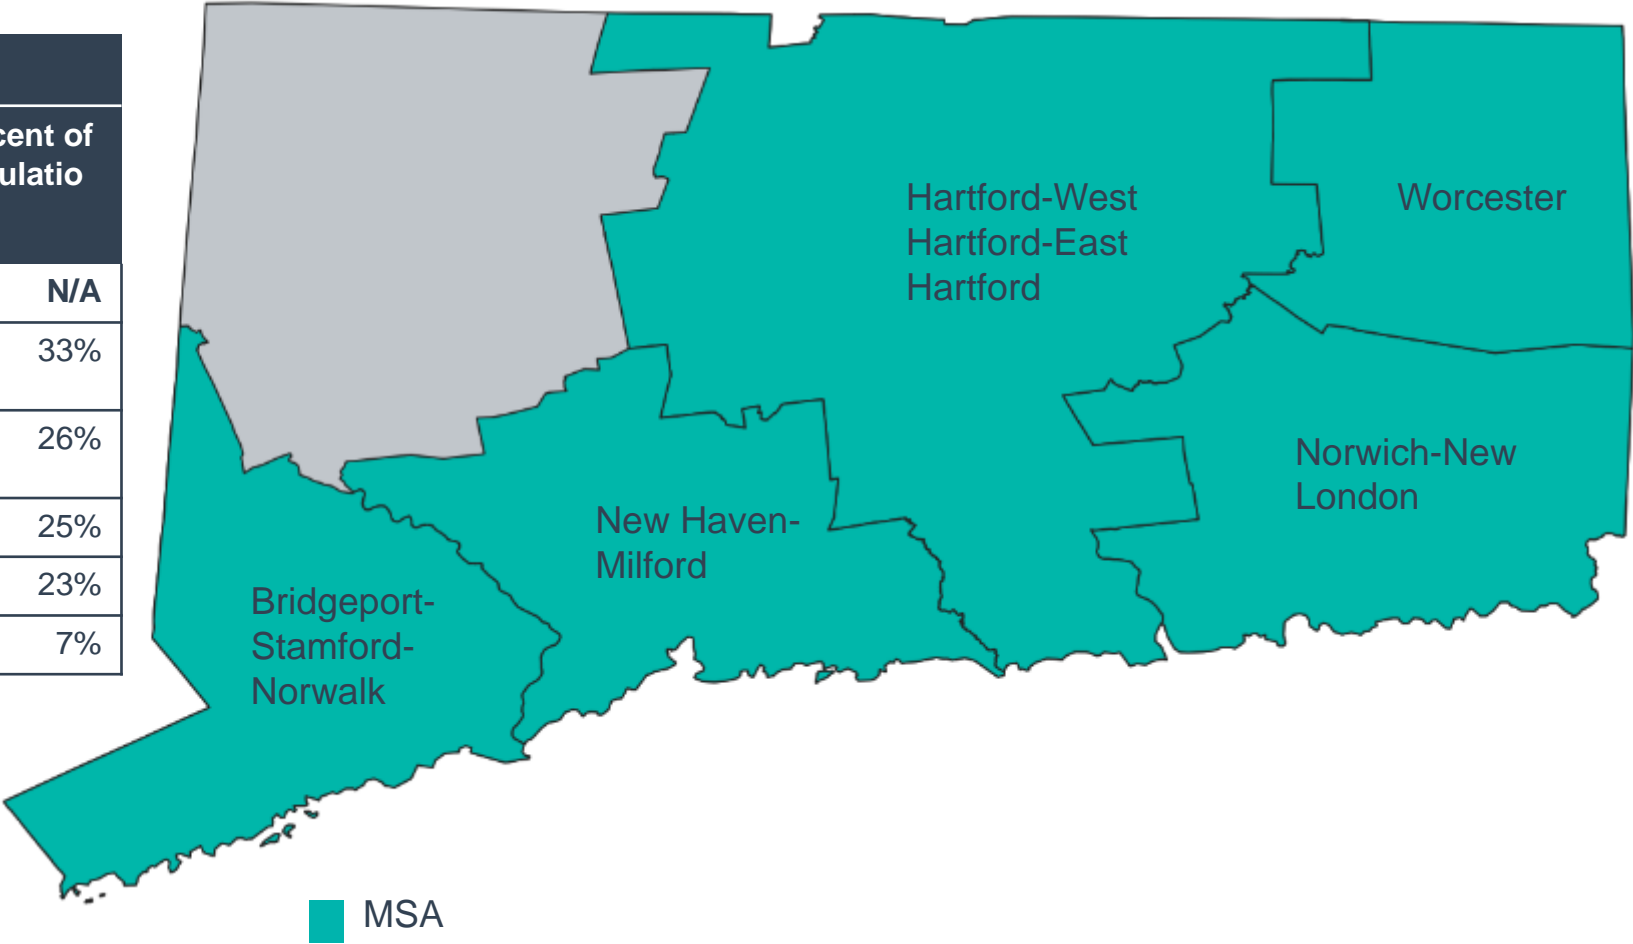 cent of
ulatio
N/A
33%
26%
25%
23%
7%
Hartford-West
Hartford-East
Hartford
Worcester
Norwich-New
London
New Haven-
Milford
Bridgeport-
Stamford-
Norwalk
MSA